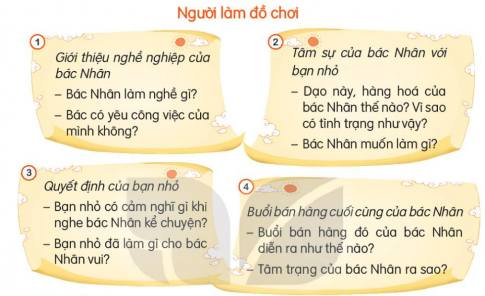 Người làm đồ chơi
1
Giới thiệu nghề nghiệp của
bác Nhân
– Bác Nhân làm nghề gì?
– Bác có yêu công việc của
mình không?
2
Tâm sự của bác Nhân với
bạn nhỏ
– Dạo này, hàng hoá của
bác Nhân thế nào? Vì sao
có tình trạng như vậy?
– Bác Nhân muốn làm gì?
3
Quyết định của bạn nhỏ
– Bạn nhỏ có cảm nghĩ gì khi
nghe bác Nhân kể chuyện?
– Bạn nhỏ đã làm gì cho bác
Nhân vui?
4
Buổi bán hàng cuối cùng của bác Nhân
– Buổi bán hàng đó của bác Nhân
diễn ra như thế nào?
– Tâm trạng của bác Nhân ra sao?